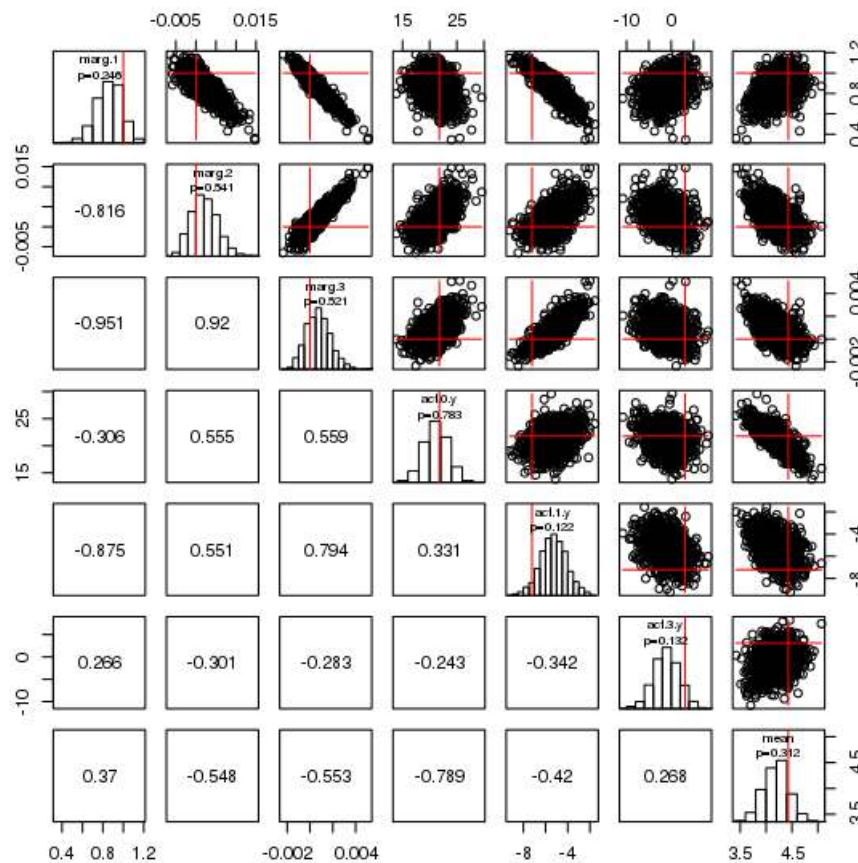 -0.005 0.015 15 25 -10 0
marg.1
p=0.246
0.4 0.8 1.2
-0.005 0.015
-0.816
marg.2
p=0.541
-0.951 0.92
marg.3
p=0.521
-0.002 0.004
15 25
-0.306 0.555 0.559
acf.0.y
p=0.783
-0.875 0.551 0.794 0.331
acf.1.y
p=0.122
-8 -4
-10 0
0.266 -0.301 -0.283 -0.243 -0.342
acf.3.y
p=0.132
0.37 -0.548 -0.553 -0.789 -0.42 0.268
mean
p=0.312
3.5 4.5
0.4 0.8 1.2 -0.002 0.004 -8 -4 3.5 4.5